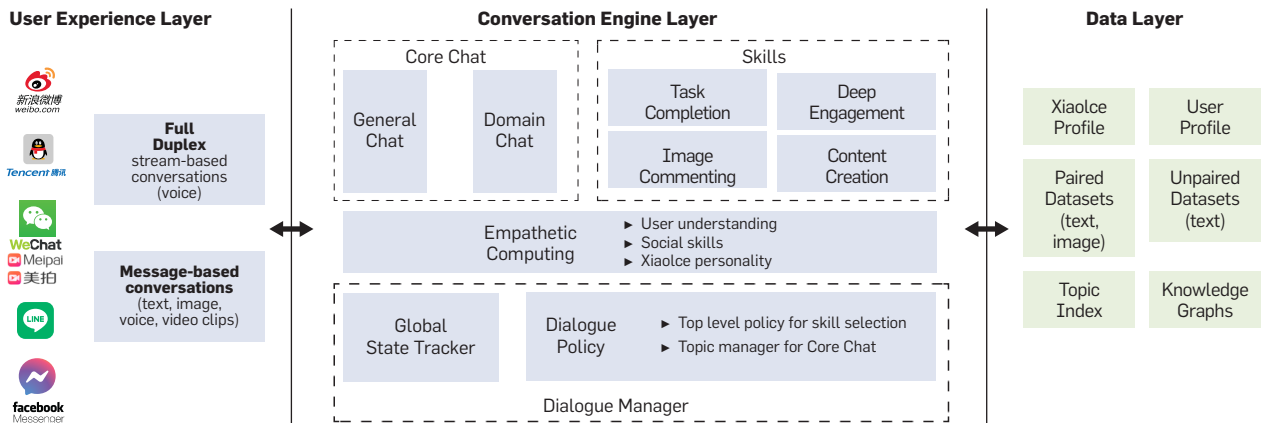 User Experience Layer
新浪微博
weibo.com
Tencent 腾讯
WeChat
Meipai
美拍
LINE
facebook
Messenger
Full
Duplex
stream-based
conversations
(voice)
Message-based
conversations
(text, image,
voice, video clips)
Conversation Engine Layer
Core Chat
General
Chat
Domain
Chat
Skills
Task
Completion
Deep
Engagement
Image
Commenting
Content
Creation
Empathetic
Computing
► User understanding
► Social skills
► XiaoIce personality
Global
State Tracker
Dialogue
Policy
► Top level policy for skill selection
► Topic manager for Core Chat
Dialogue Manager
Data Layer
XiaoIce
Profile
User
Profile
Paired
Datasets
(text,
image)
Unpaired
Datasets
(text)
Topic
Index
Knowledge
Graphs